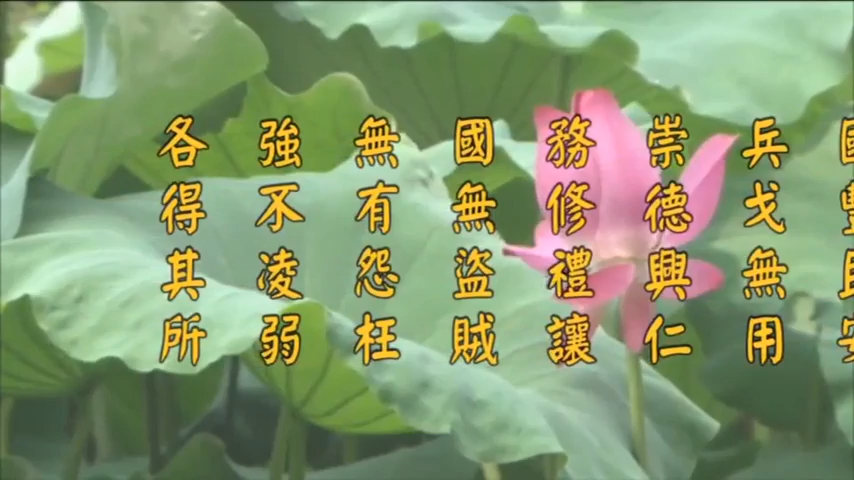 兵戈無用
崇德興仁
務修禮讓
國無盜賊
無有怨枉
強不凌弱
各得其所